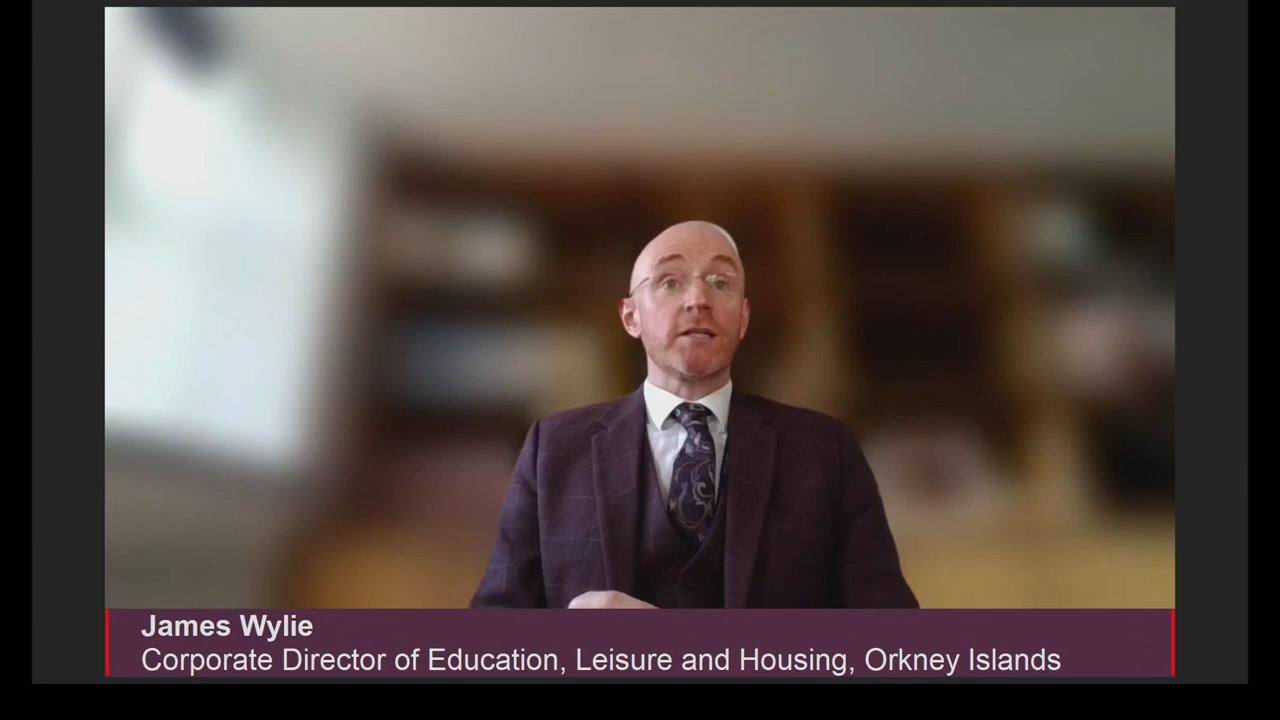 James Wylie
Corporate Director of Education, Leisure and Housing, Orkney Islands